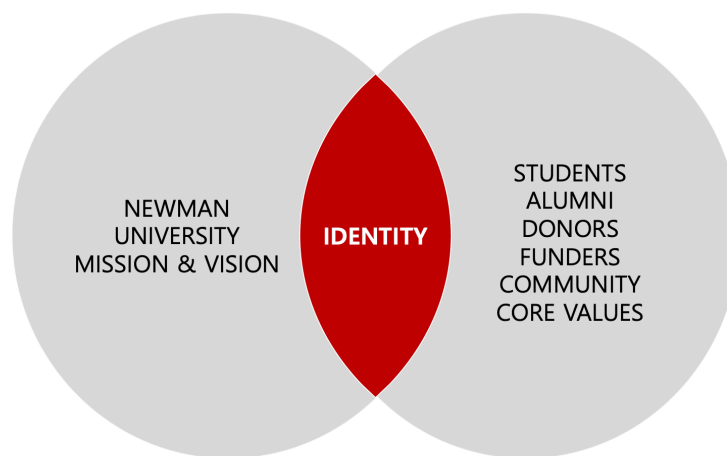 NEWMAN
UNIVERSITY
MISSION & VISION
IDENTITY
STUDENTS
ALUMNI
DONORS
FUNDERS
COMMUNITY
CORE VALUES